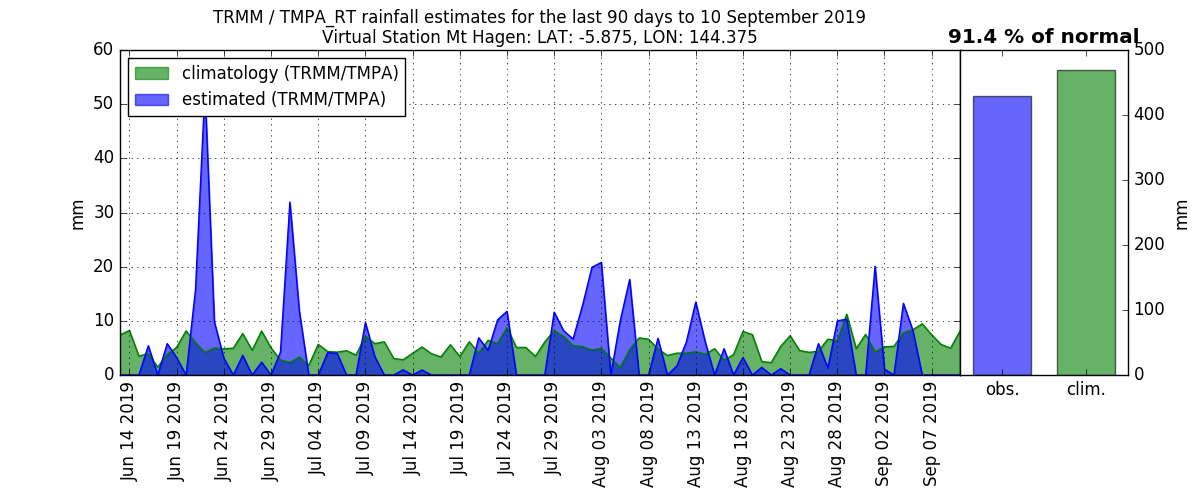 TRMM / TMPA_RT rainfall estimates for the last 90 days to 10 September 2019
Virtual Station Mt Hagen: LAT: -5.875, LON: 144.375
91.4 % of normal
climatology (TRMM/TMPA)
estimated (TRMM/TMPA)
60
50
40
30
20
10
0
mm
Jun 14 2019
Jun 19 2019
Jun 24 2019
Jun 29 2019
Jul 04 2019
Jul 09 2019
Jul 14 2019
Jul 19 2019
Jul 24 2019
Jul 29 2019
Aug 03 2019
Aug 08 2019
Aug 13 2019
Aug 18 2019
Aug 23 2019
Aug 28 2019
Sep 02 2019
Sep 07 2019
500
400
300
200
100
0
mm
obs.
clim.